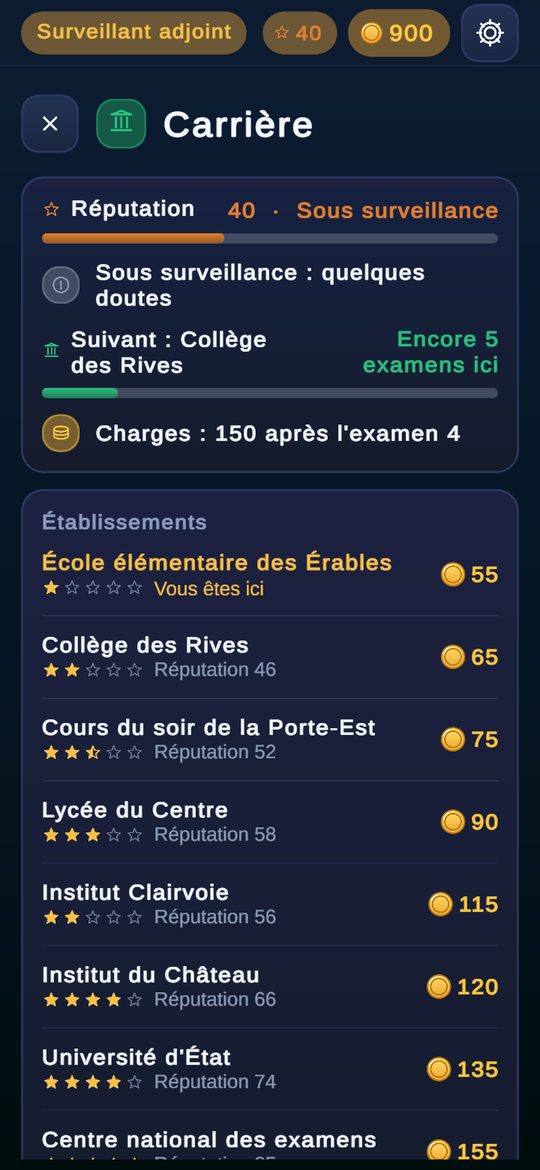 Surveillant adjoint 40 900
Carrière
Réputation 40 · Sous surveillance
Sous surveillance : quelques
doutes
Suivant : Collège
des Rives
Encore 5
examens ici
Charges : 150 après l'examen 4
Établissements
École élémentaire des Érables 55
Vous êtes ici
Collège des Rives 65
Réputation 46
Cours du soir de la Porte-Est 75
Réputation 52
Lycée du Centre 90
Réputation 58
Institut Clairvoie 115
Réputation 56
Institut du Château 120
Réputation 66
Université d'État 135
Réputation 74
Centre national des examens 155